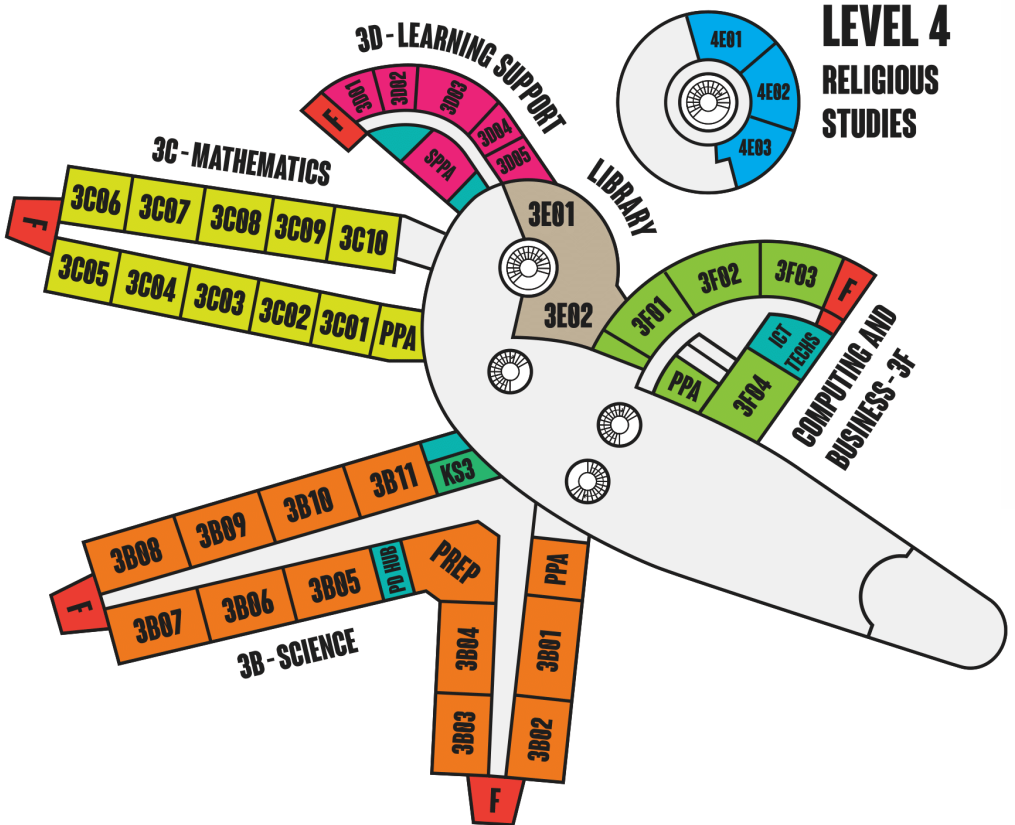 LEVEL 4
RELIGIOUS
STUDIES
4E01
4E02
4E03
3D - LEARNING SUPPORT
F
3D01
3D02
3D03
3D04
3D05
SPPA
LIBRARY
3E01
3E02
3C - MATHEMATICS
F
3C06
3C07
3C08
3C09
3C10
3C05
3C04
3C03
3C02
3C01
PPA
3F01
3F02
3F03
F
ICT
TECHS
PPA
3F04
COMPUTING AND
BUSINESS - 3F
3B08
3B09
3B10
3B11
KS3
F
3B07
3B06
3B05
PD HUB
PREP
3B - SCIENCE
3B04
3B03
PPA
3B01
3B02
F